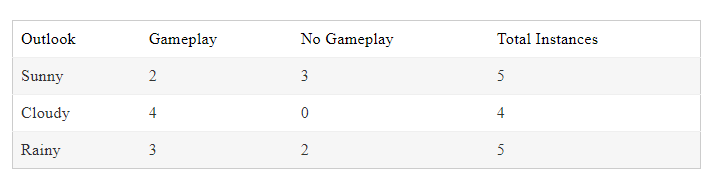 Outlook Gameplay No Gameplay Total Instances
Sunny 2 3 5
Cloudy 4 0 4
Rainy 3 2 5